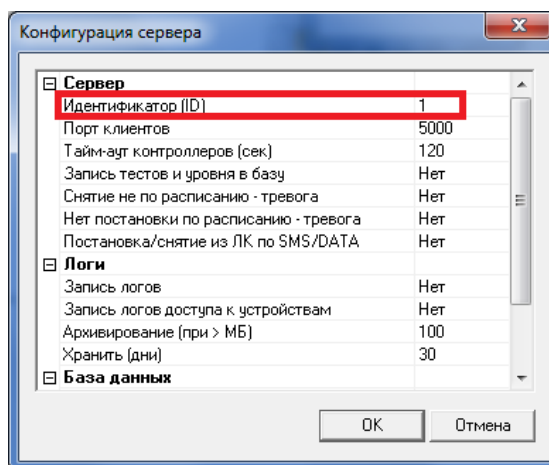 Конфигурация сервера
Сервер
Идентификатор (ID) 1
Порт клиентов 5000
Тайм-аут контроллеров (сек) 120
Запись тестов и уровня в базу Нет
Снятие не по расписанию - тревога Нет
Нет постановки по расписанию - тревога Нет
Постановка/снятие из ЛК по SMS/DATA Нет
Логи
Запись логов Нет
Запись логов доступа к устройствам Нет
Архивирование (при > МБ) 100
Хранить (дни) 30
База данных
OK Отмена